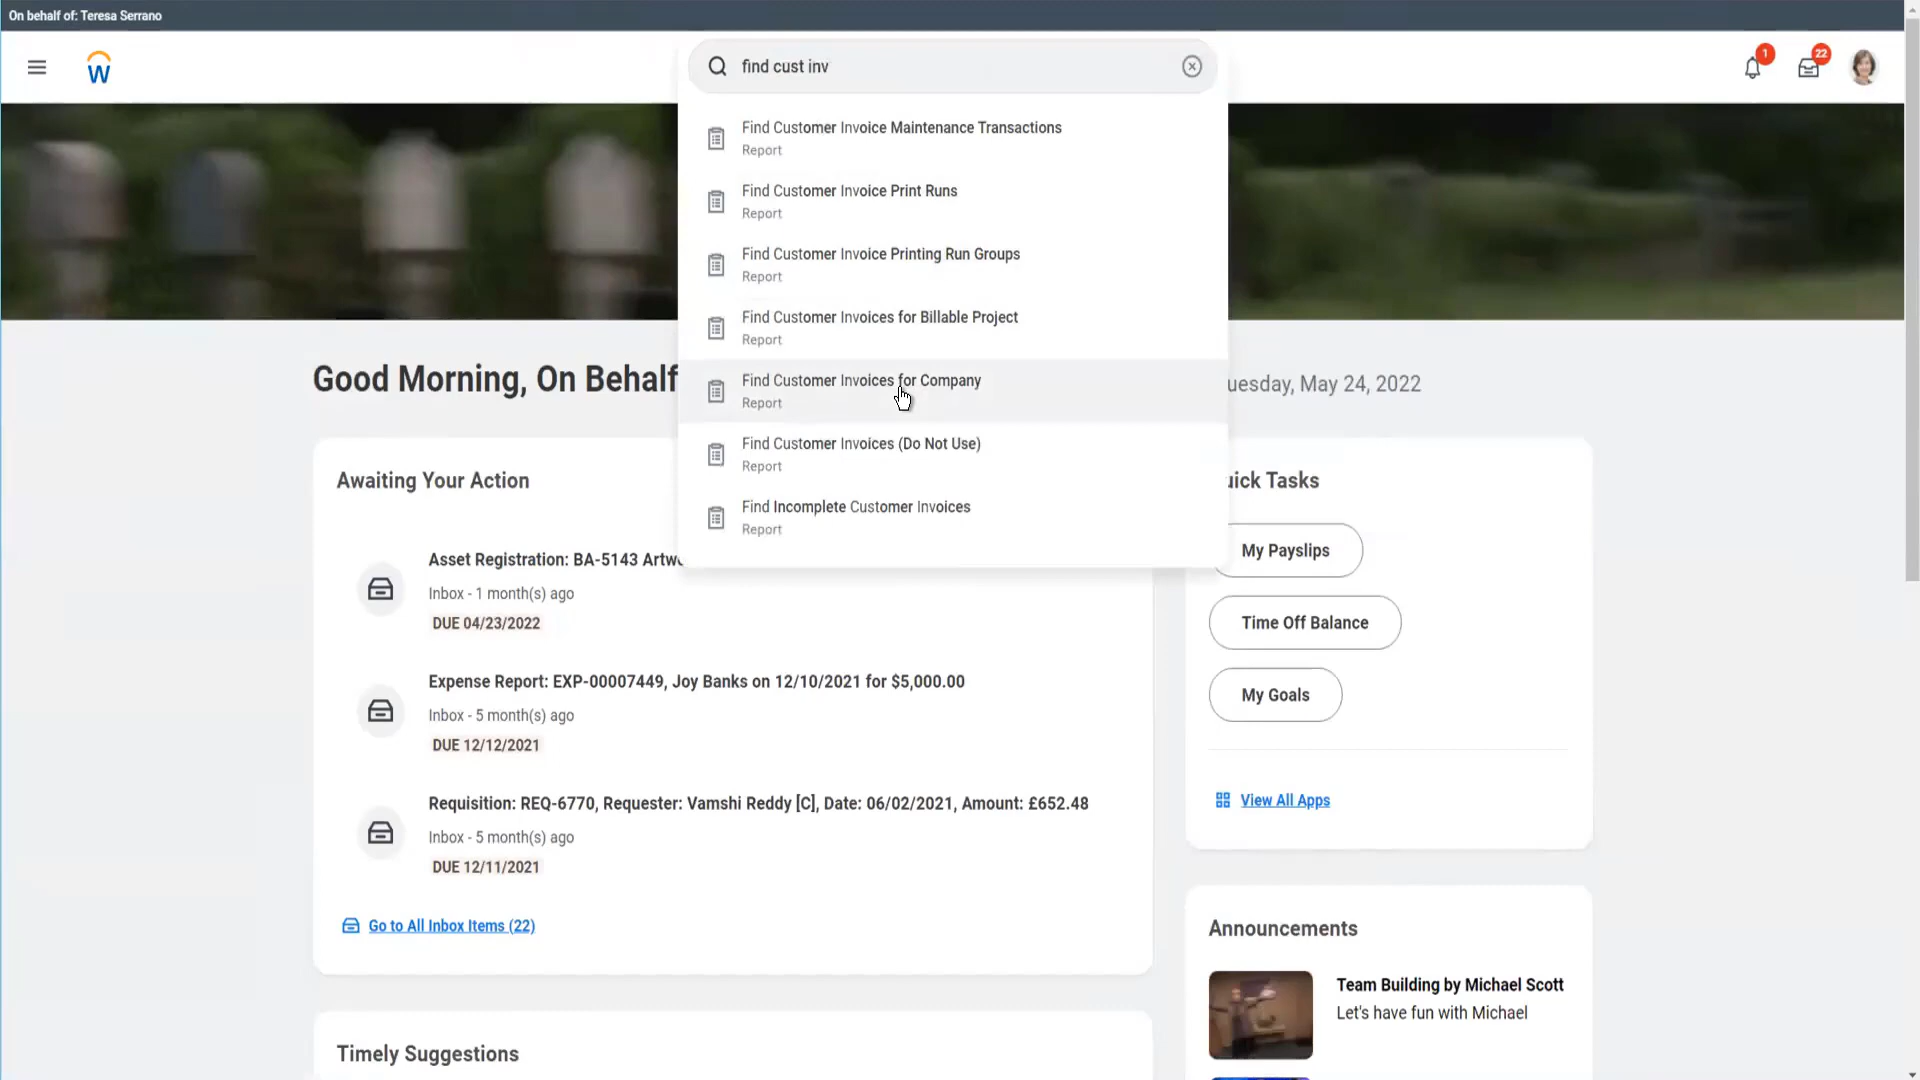 On behalf of: Teresa Serrano
W
find cust inv
1
22
Find Customer Invoice Maintenance Transactions
Report
Find Customer Invoice Print Runs
Report
Find Customer Invoice Printing Run Groups
Report
Find Customer Invoices for Billable Project
Report
Find Customer Invoices for Company
Report
Find Customer Invoices (Do Not Use)
Report
Find Incomplete Customer Invoices
Report
Good Morning, On Behalf
uesday, May 24, 2022
Awaiting Your Action
Asset Registration: BA-5143 Artw
Inbox - 1 month(s) ago
DUE 04/23/2022
Expense Report: EXP-00007449, Joy Banks on 12/10/2021 for $5,000.00
Inbox - 5 month(s) ago
DUE 12/12/2021
Requisition: REQ-6770, Requester: Vamshi Reddy [C], Date: 06/02/2021, Amount: £652.48
Inbox - 5 month(s) ago
DUE 12/11/2021
Go to All Inbox Items (22)
Timely Suggestions
uick Tasks
My Payslips
Time Off Balance
My Goals
View All Apps
Announcements
Team Building by Michael Scott
Let's have fun with Michael